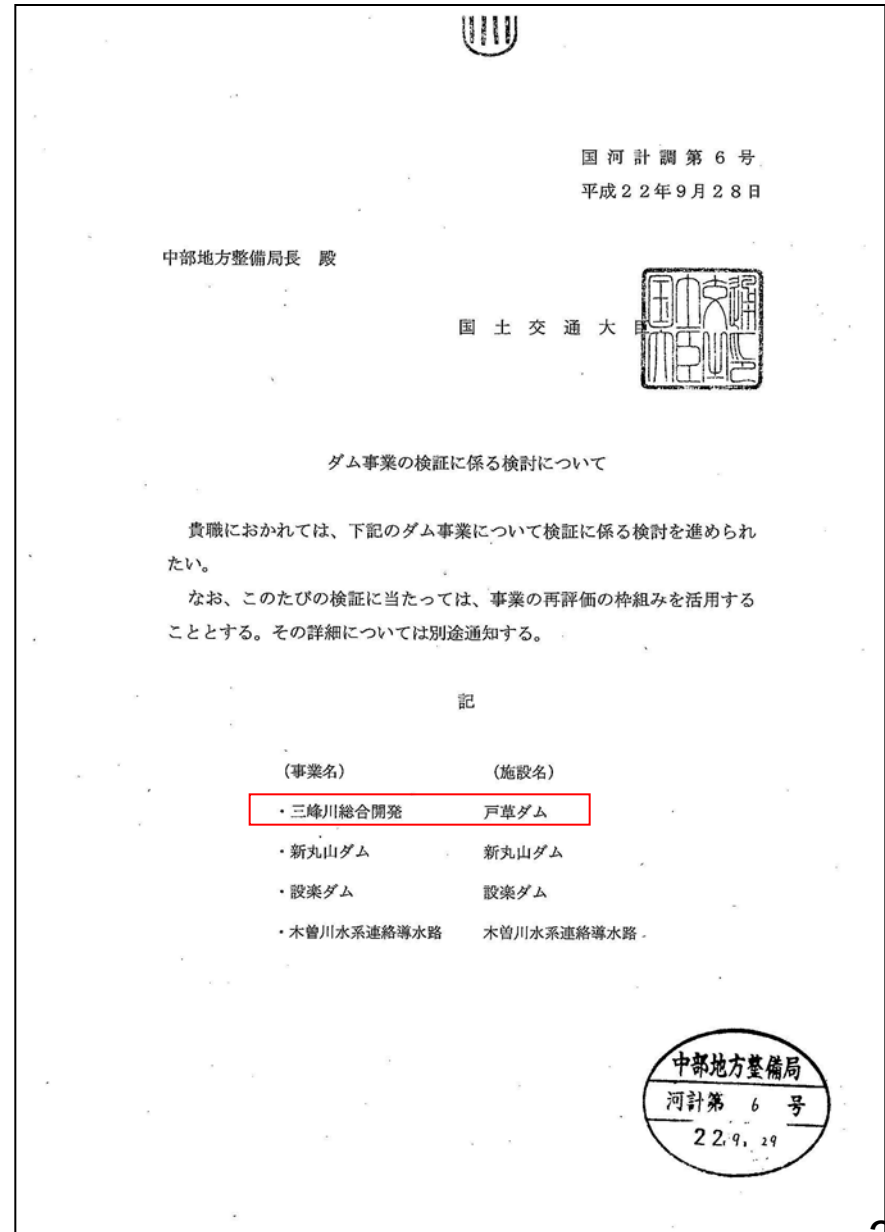 国河計調第6号
平成22年9月28日
中部地方整備局長 殿
国土交通大臣
ダム事業の検証に係る検討について
貴職におかれては、下記のダム事業について検証に係る検討を進められ
たい。
なお、このたびの検証に当たっては、事業の再評価の枠組みを活用する
こととする。その詳細については別途通知する。
記
(事業名) (施設名)
・三峰川総合開発 戸草ダム
・新丸山ダム 新丸山ダム
・設楽ダム 設楽ダム
・木曽川水系連絡導水路 木曽川水系連絡導水路
中部地方整備局
河計第 6 号
22.9.29